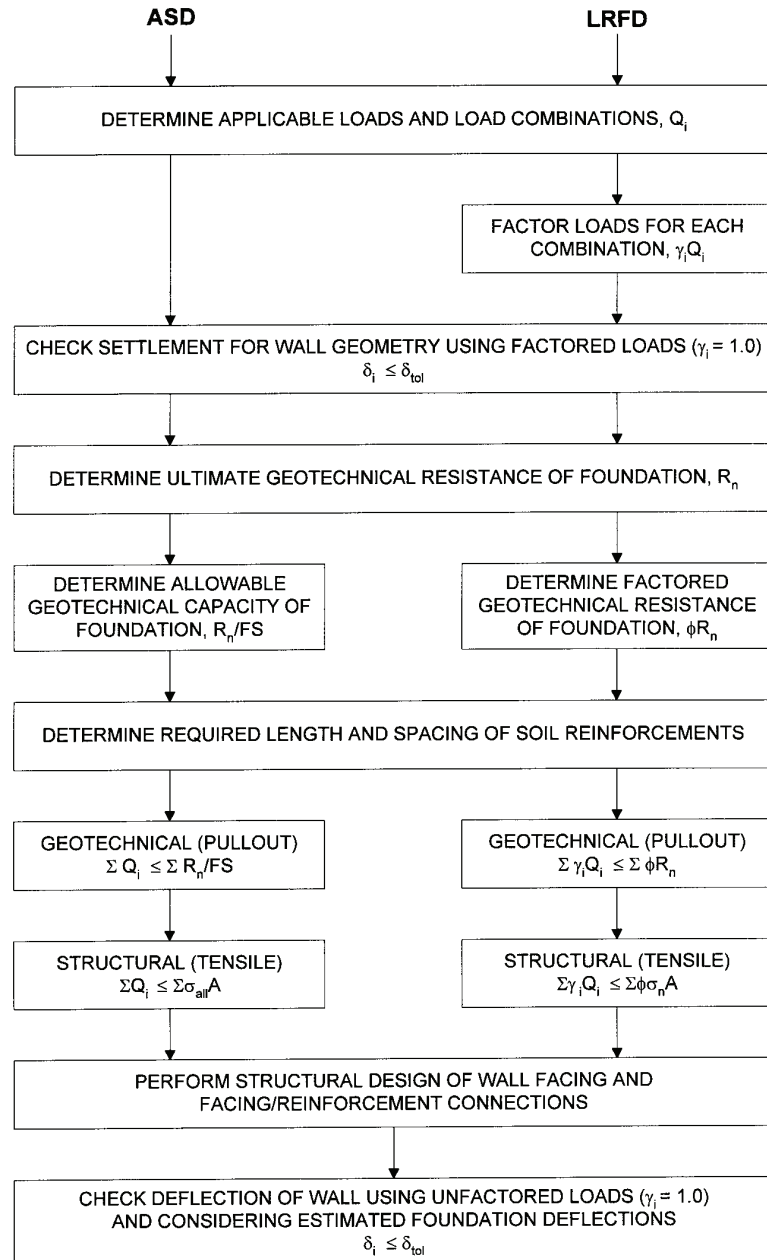 ASD
LRFD
DETERMINE APPLICABLE LOADS AND LOAD COMBINATIONS, Qᵢ
FACTOR LOADS FOR EACH
COMBINATION, γᵢQᵢ
CHECK SETTLEMENT FOR WALL GEOMETRY USING FACTORED LOADS (γᵢ = 1.0)
δᵢ ≤ δtol
DETERMINE ULTIMATE GEOTECHNICAL RESISTANCE OF FOUNDATION, Rₙ
DETERMINE ALLOWABLE
GEOTECHNICAL CAPACITY OF
FOUNDATION, Rₙ/FS
DETERMINE FACTORED
GEOTECHNICAL RESISTANCE
OF FOUNDATION, ϕRₙ
DETERMINE REQUIRED LENGTH AND SPACING OF SOIL REINFORCEMENTS
GEOTECHNICAL (PULLOUT)
Σ Qᵢ ≤ Σ Rₙ/FS
GEOTECHNICAL (PULLOUT)
Σ γᵢQᵢ ≤ Σ ϕRₙ
STRUCTURAL (TENSILE)
ΣQᵢ ≤ ΣσallA
STRUCTURAL (TENSILE)
ΣγᵢQᵢ ≤ ΣϕσₙA
PERFORM STRUCTURAL DESIGN OF WALL FACING AND
FACING/REINFORCEMENT CONNECTIONS
CHECK DEFLECTION OF WALL USING UNFACTORED LOADS (γᵢ = 1.0)
AND CONSIDERING ESTIMATED FOUNDATION DEFLECTIONS
δᵢ ≤ δtol